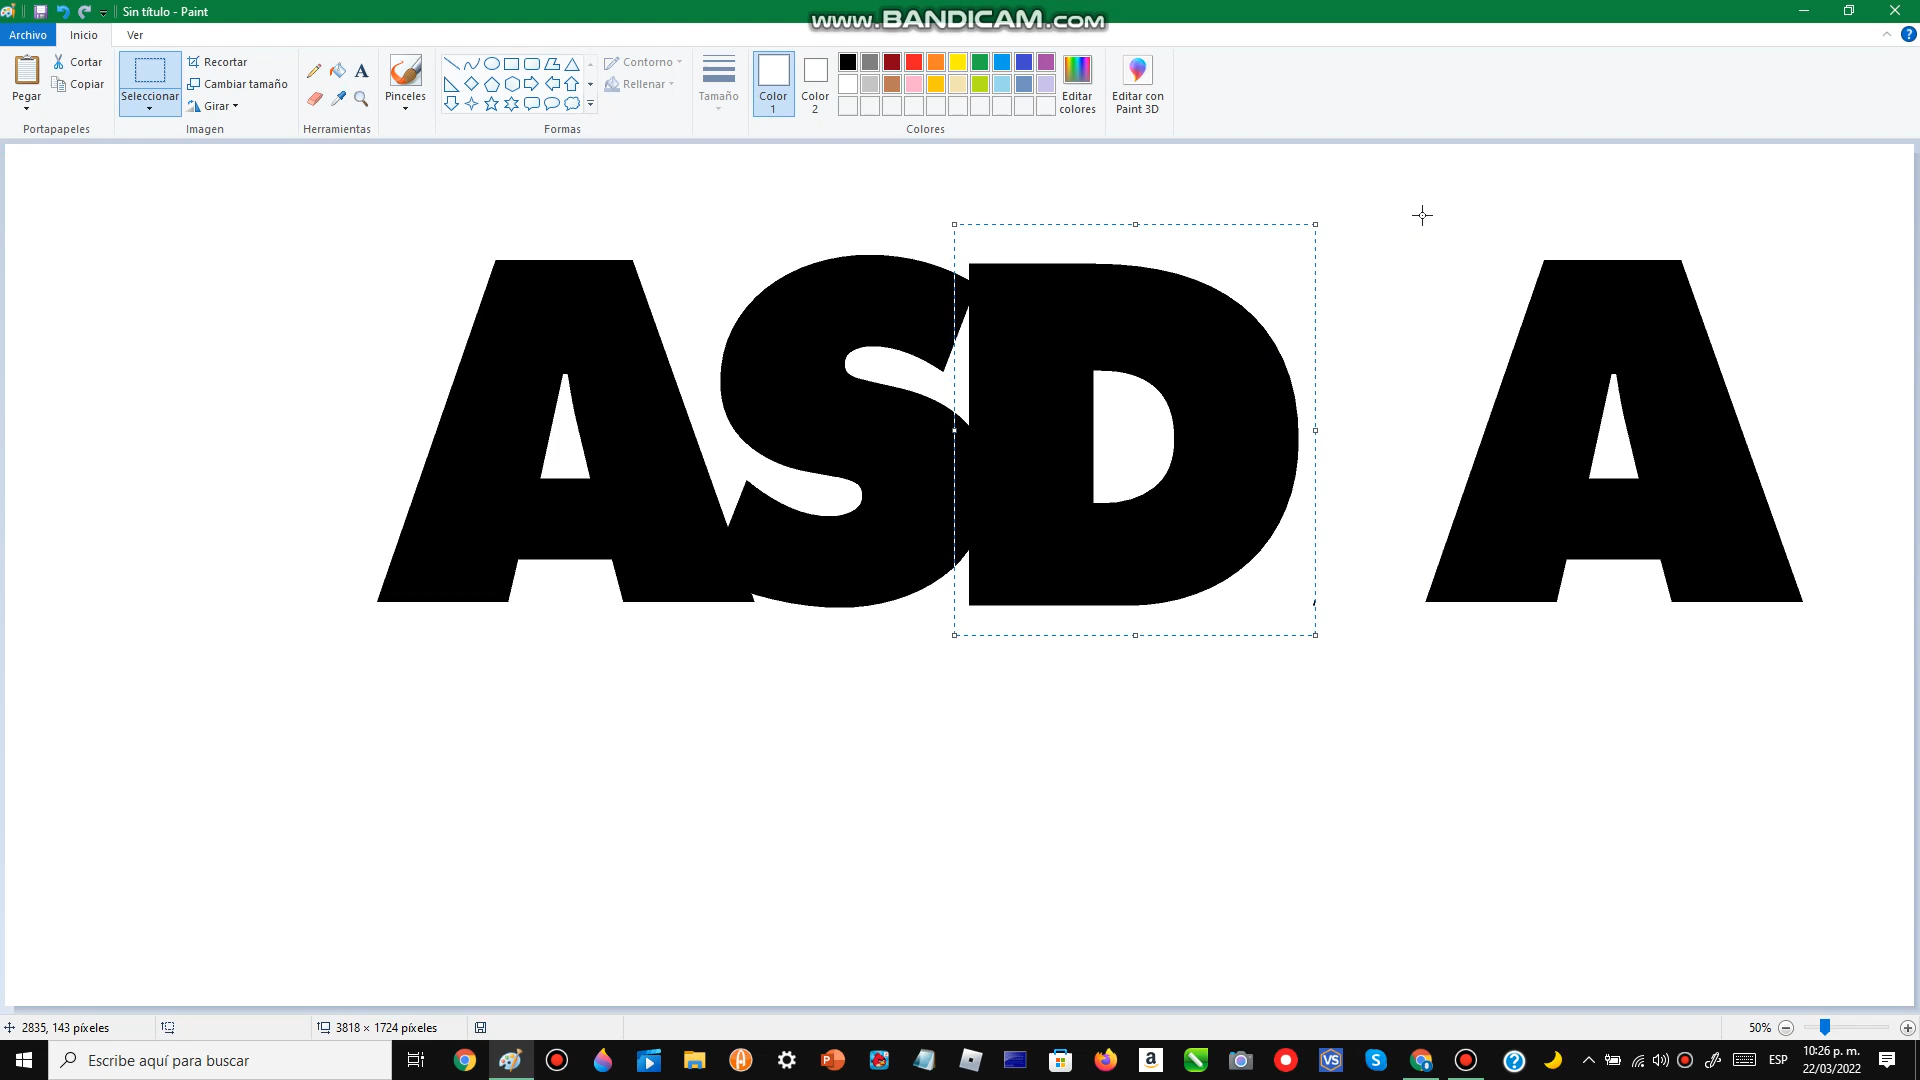 Sin título - Paint
www.BANDICAM.com
Archivo Inicio Ver
Pegar
Cortar
Copiar
Portapapeles
Seleccionar
Recortar
Cambiar tamaño
Girar
Imagen
A
Herramientas
Pinceles
Contorno
Rellenar
Formas
Tamaño
Color 1
Color 2
Editar colores
Colores
Editar con Paint 3D
ASD A
2835, 143 píxeles
3818 × 1724 píxeles
50%
Escribe aquí para buscar
ESP
10:26 p. m.
22/03/2022